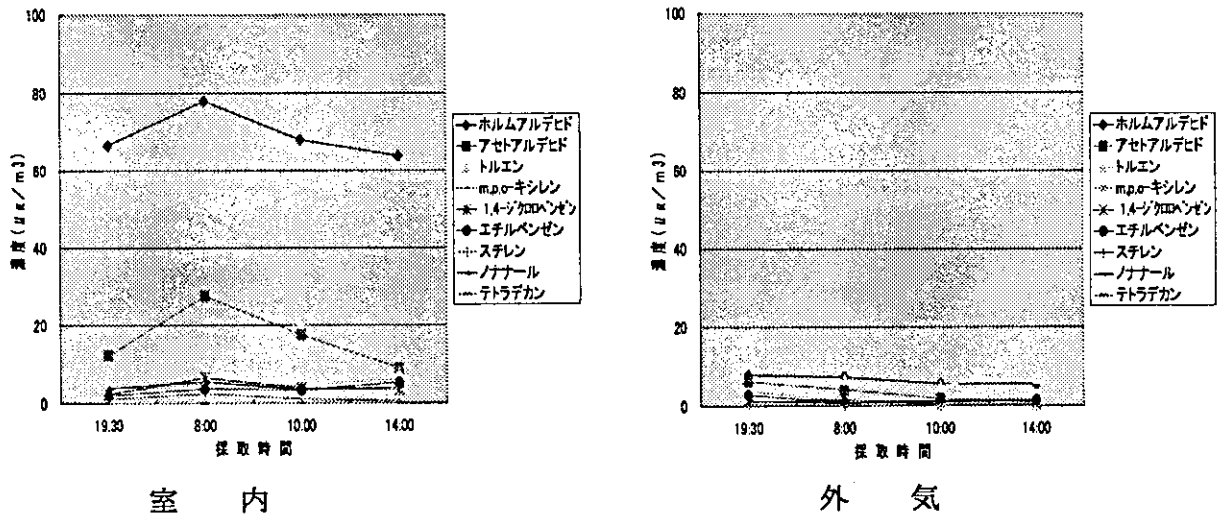 100
80
60
40
20
0
濃度(μg/m3)
19:30 8:00 10:00 14:00
採取時間
ホルムアルデヒド
アセトアルデヒド
トルエン
m,p,o-キシレン
1,4-ジクロロベンゼン
エチルベンゼン
スチレン
ノナナール
テトラデカン
室 内
100
80
60
40
20
0
濃度(μg/m3)
19:30 8:00 10:00 14:00
採取時間
ホルムアルデヒド
アセトアルデヒド
トルエン
m,p,o-キシレン
1,4-ジクロロベンゼン
エチルベンゼン
スチレン
ノナナール
テトラデカン
外 気